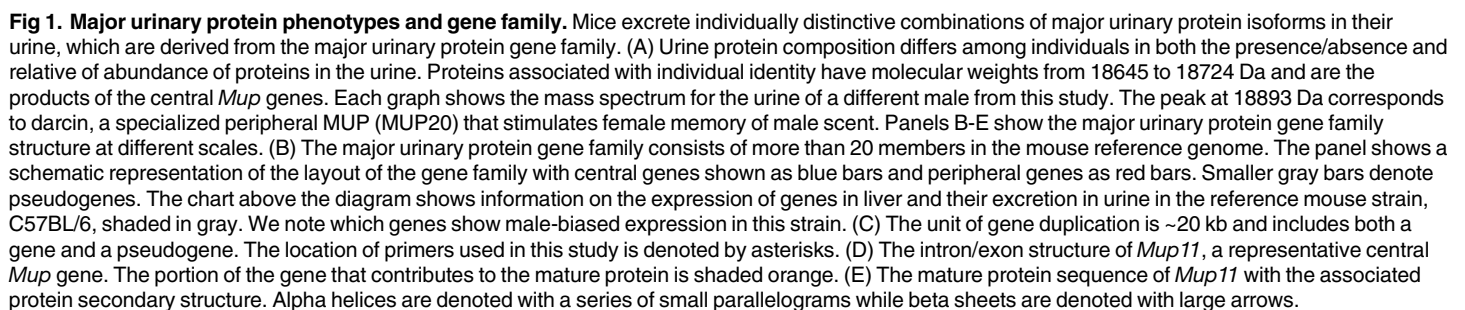 Fig 1. Major urinary protein phenotypes and gene family. Mice excrete individually distinctive combinations of major urinary protein isoforms in their
urine, which are derived from the major urinary protein gene family. (A) Urine protein composition differs among individuals in both the presence/absence and
relative of abundance of proteins in the urine. Proteins associated with individual identity have molecular weights from 18645 to 18724 Da and are the
products of the central Mup genes. Each graph shows the mass spectrum for the urine of a different male from this study. The peak at 18893 Da corresponds
to darcin, a specialized peripheral MUP (MUP20) that stimulates female memory of male scent. Panels B-E show the major urinary protein gene family
structure at different scales. (B) The major urinary protein gene family consists of more than 20 members in the mouse reference genome. The panel shows a
schematic representation of the layout of the gene family with central genes shown as blue bars and peripheral genes as red bars. Smaller gray bars denote
pseudogenes. The chart above the diagram shows information on the expression of genes in liver and their excretion in urine in the reference mouse strain,
C57BL/6, shaded in gray. We note which genes show male-biased expression in this strain. (C) The unit of gene duplication is ~20 kb and includes both a
gene and a pseudogene. The location of primers used in this study is denoted by asterisks. (D) The intron/exon structure of Mup11, a representative central
Mup gene. The portion of the gene that contributes to the mature protein is shaded orange. (E) The mature protein sequence of Mup11 with the associated
protein secondary structure. Alpha helices are denoted with a series of small parallelograms while beta sheets are denoted with large arrows.